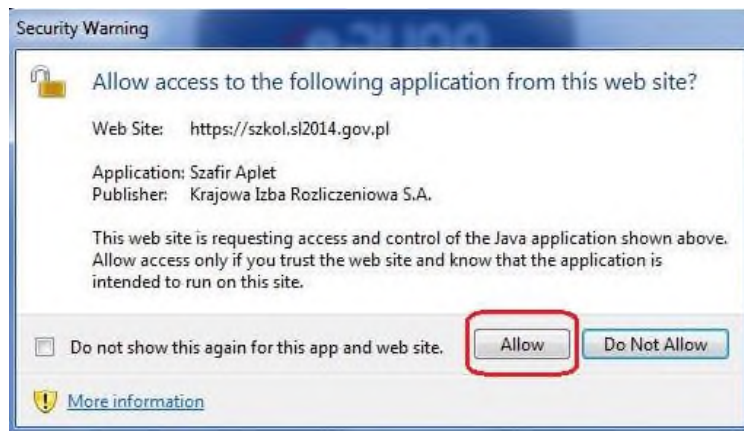 Security Warning
Allow access to the following application from this web site?
Web Site: https://szkol.sl2014.gov.pl
Application: Szafir Aplet
Publisher: Krajowa Izba Rozliczeniowa S.A.
This web site is requesting access and control of the Java application shown above.
Allow access only if you trust the web site and know that the application is
intended to run on this site.
Do not show this again for this app and web site. Allow Do Not Allow
More information